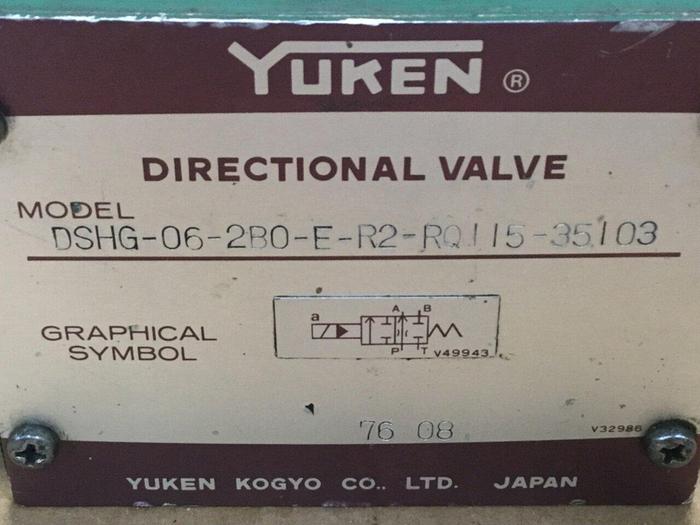 YUKEN ®
DIRECTIONAL VALVE
MODEL
DSHG-06-2B0-E-R2-RQ115-35103
GRAPHICAL
SYMBOL
a A B
P T V49943
76 08
V32986
YUKEN KOGYO CO., LTD. JAPAN